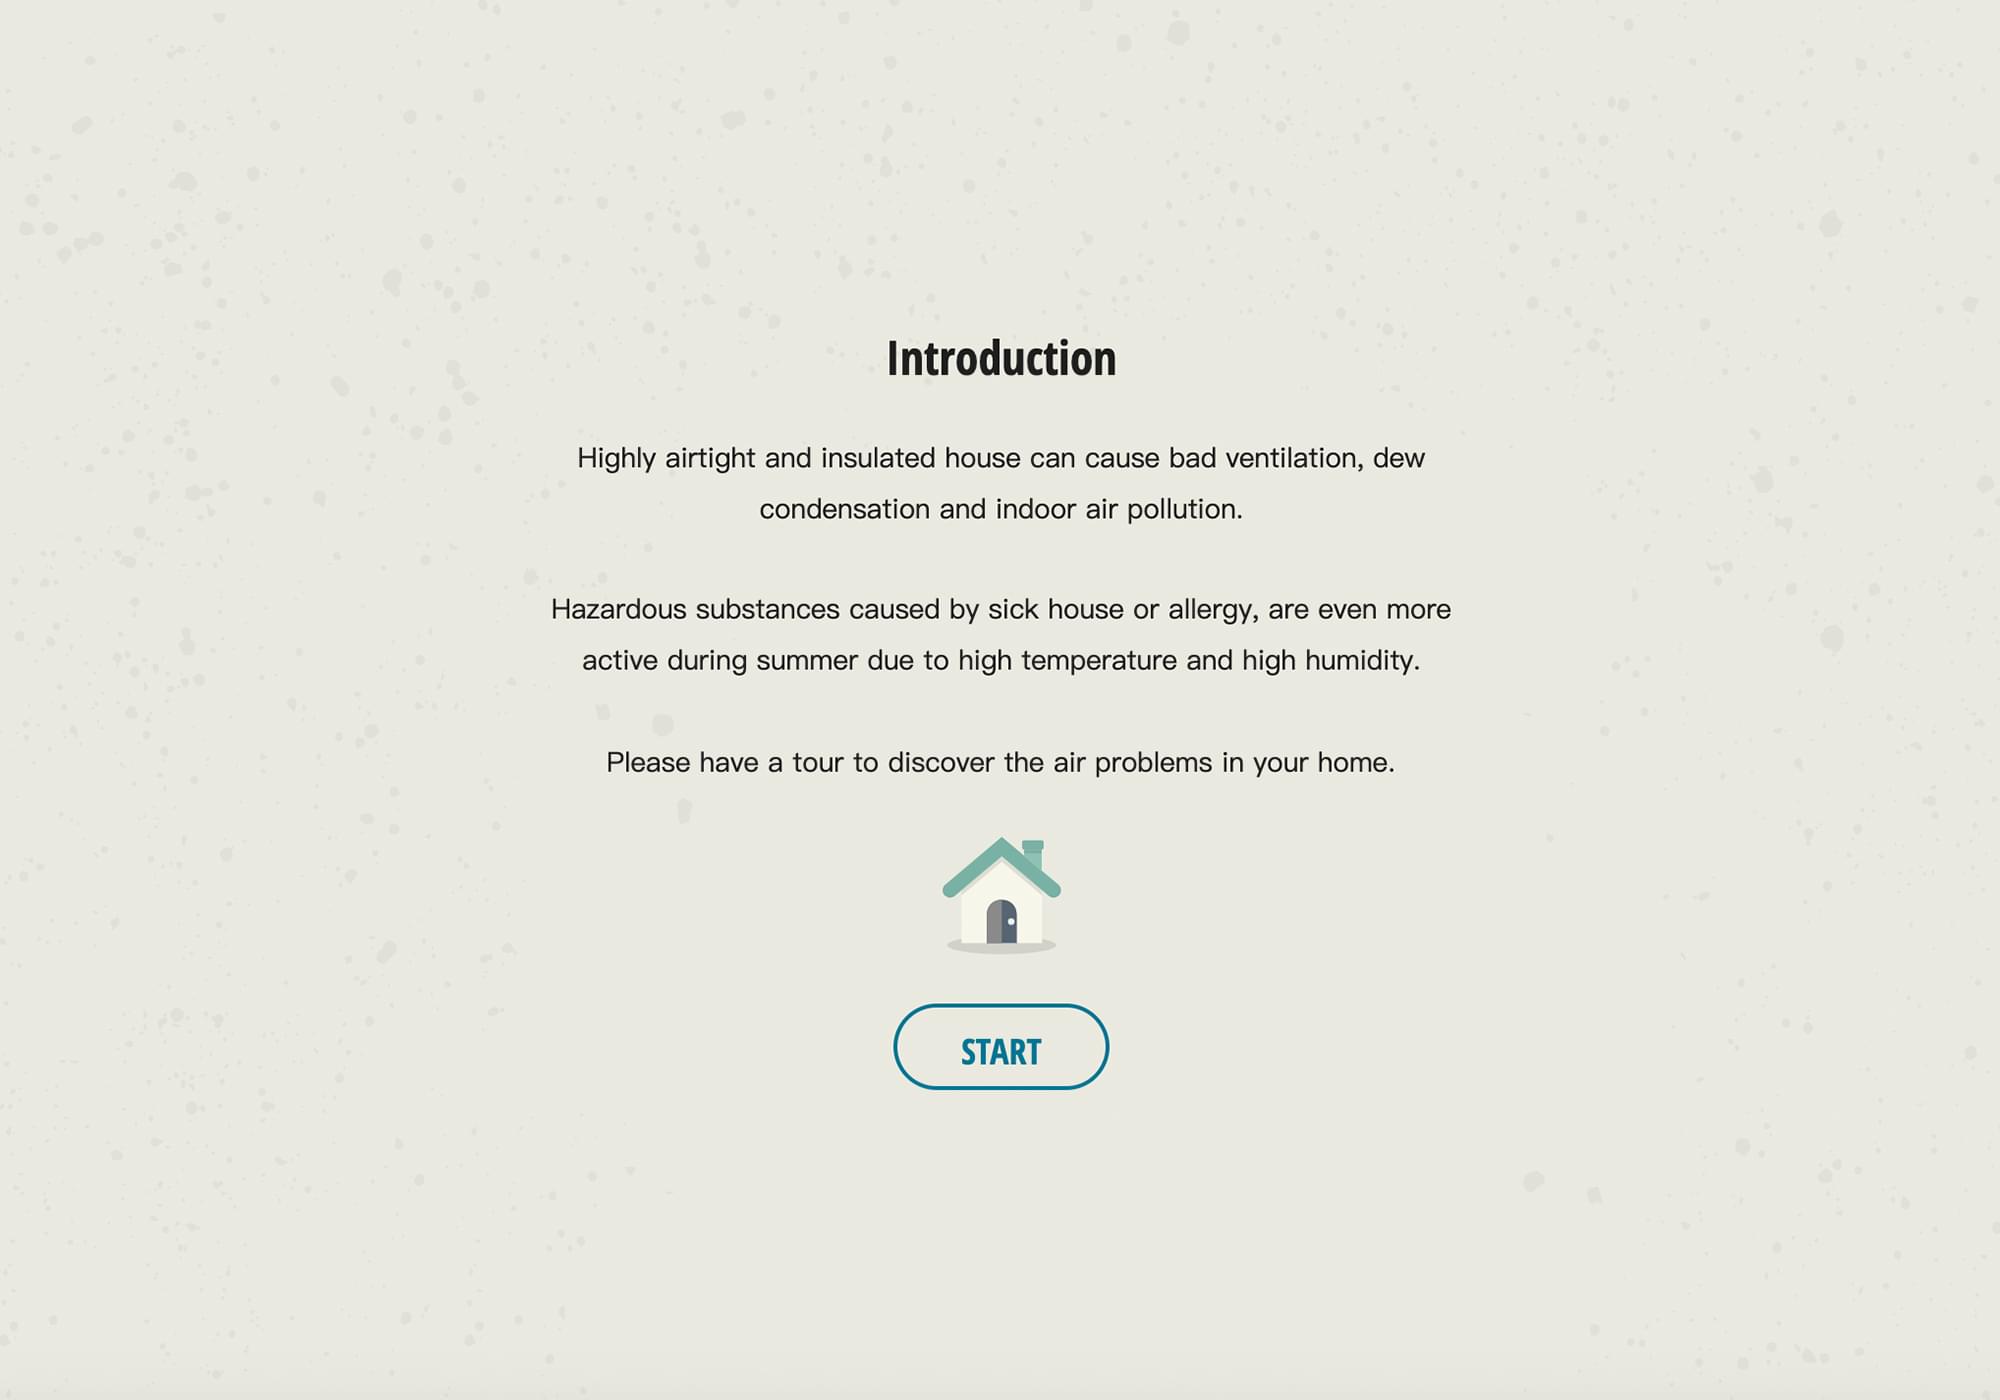 Introduction
Highly airtight and insulated house can cause bad ventilation, dew
condensation and indoor air pollution.
Hazardous substances caused by sick house or allergy, are even more
active during summer due to high temperature and high humidity.
Please have a tour to discover the air problems in your home.
START